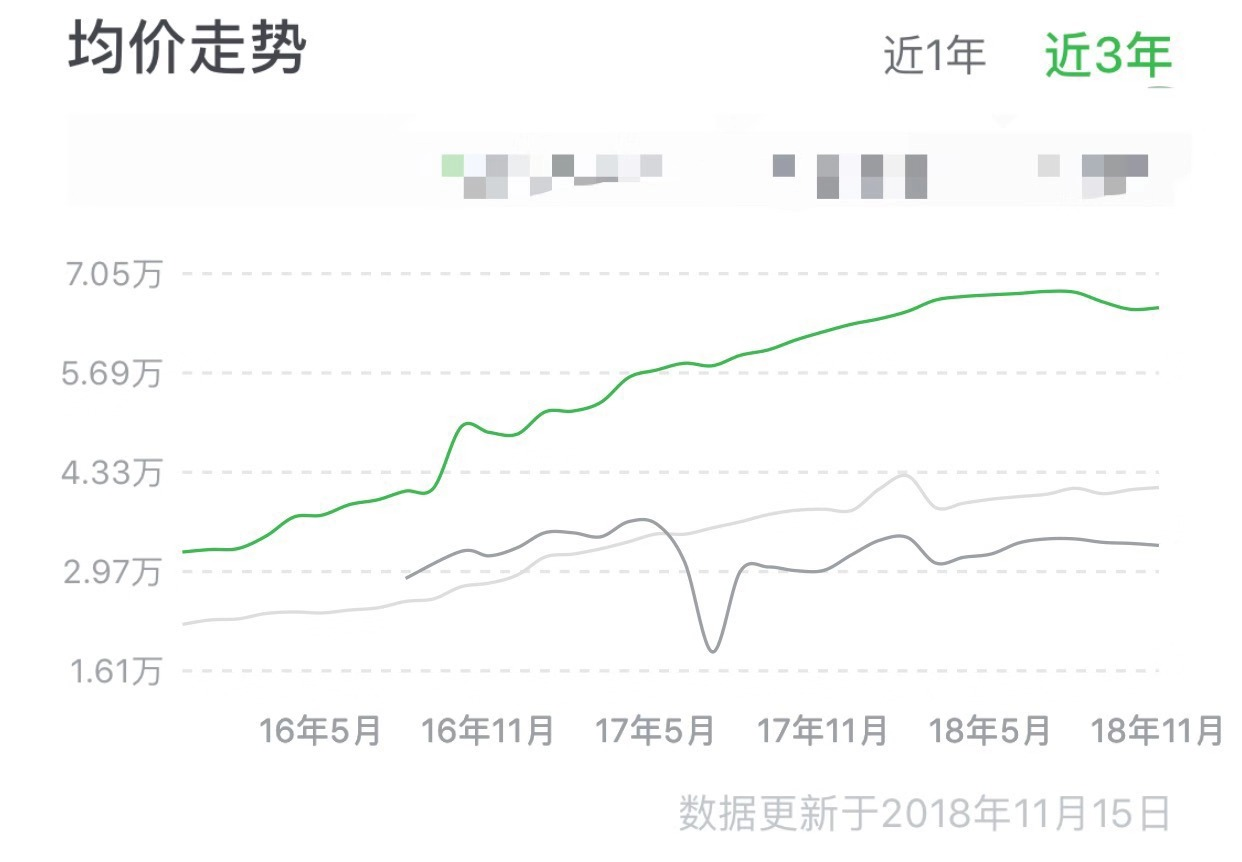 均价走势 近1年 近3年
7.05万
5.69万
4.33万
2.97万
1.61万
16年5月 16年11月 17年5月 17年11月 18年5月 18年11月
数据更新于2018年11月15日